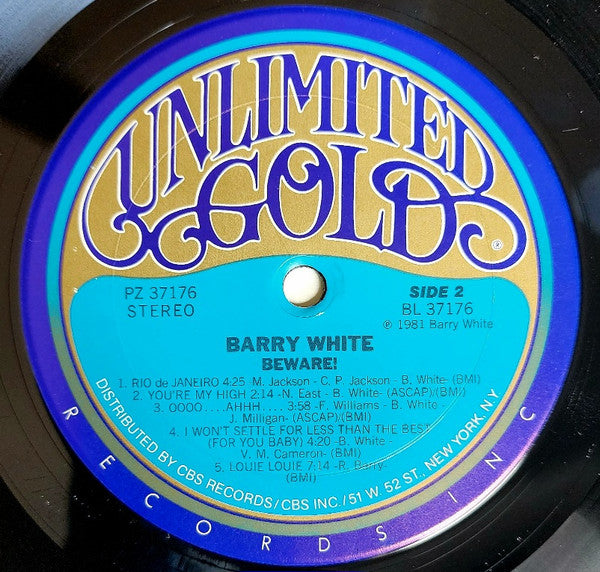 UNLIMITED
GOLD®
PZ 37176
STEREO
SIDE 2
BL 37176
℗ 1981 Barry White
BARRY WHITE
BEWARE!
1. RIO de JANEIRO 4:25 M. Jackson - C. P. Jackson - B. White- (BMI)
2. YOU'RE MY HIGH 2:14 -N. East - B. White- (ASCAP)/(BMI)
3. OOOO....AHHH.... 3:58 -F. Williams - B. White -
J. Milligan- (ASCAP)/(BMI)
4. I WON'T SETTLE FOR LESS THAN THE BEST
(FOR YOU BABY) 4:20 -B. White -
V. M. Cameron- (BMI)
5. LOUIE LOUIE 7:14 -R. Barry-
(BMI)
DISTRIBUTED BY CBS RECORDS/CBS INC./51 W. 52 ST., NEW YORK, N.Y.
RECORDS INC